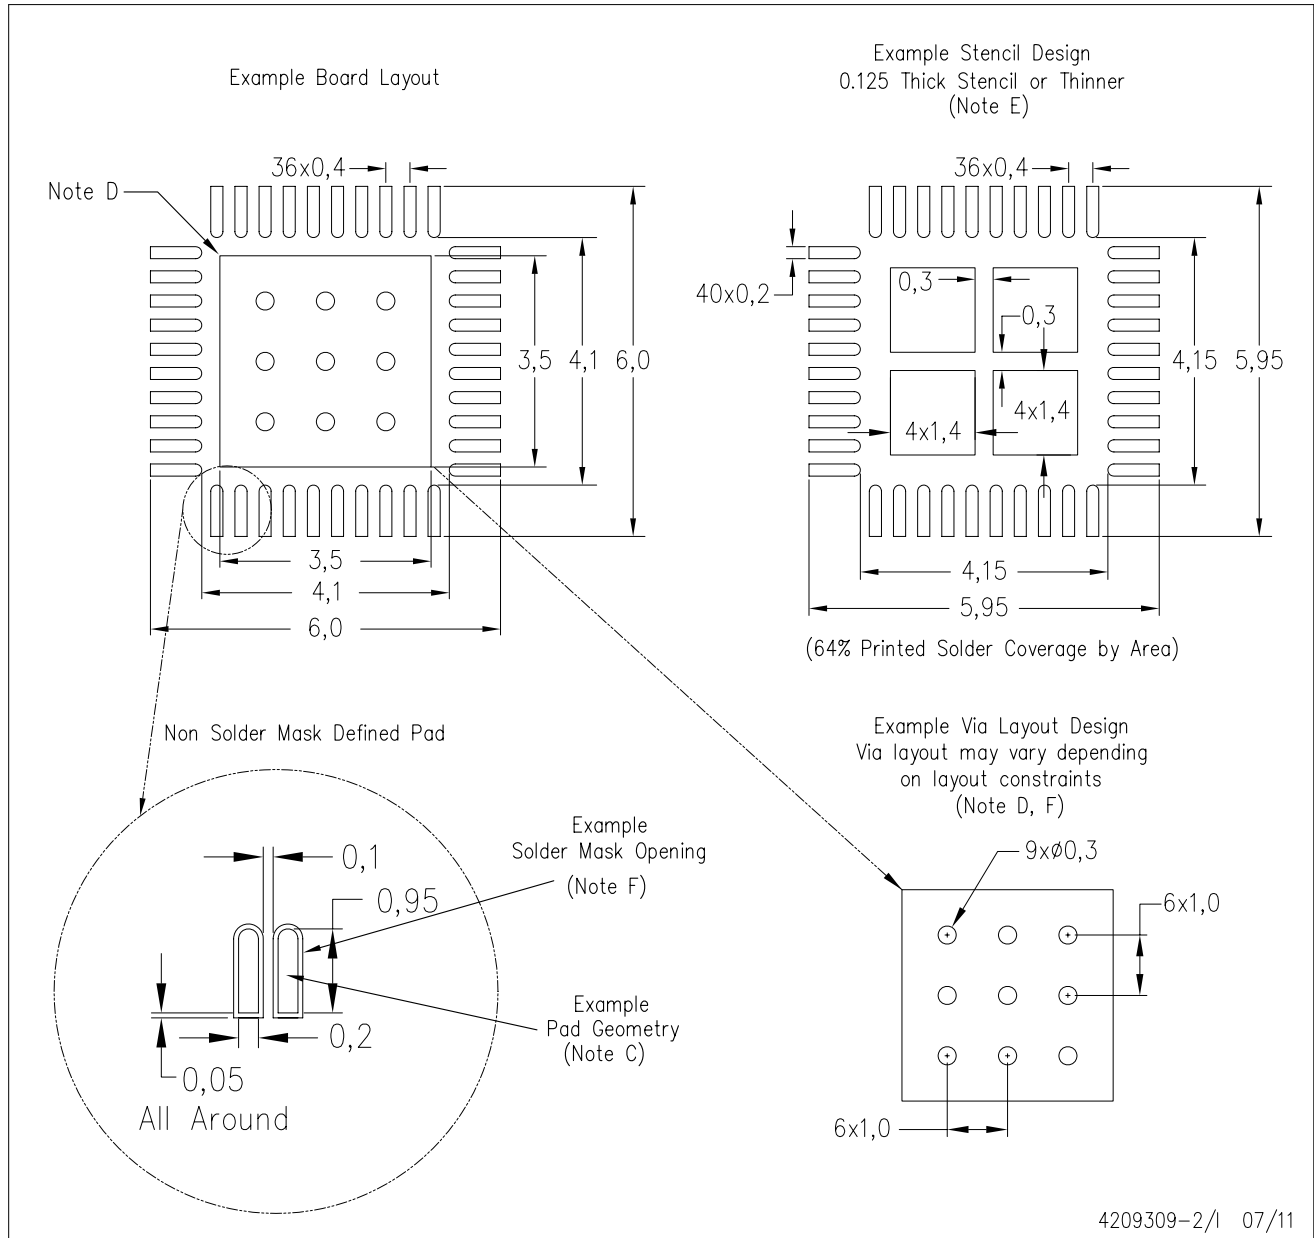 Example Board Layout
36x0,4
Note D
3,5
4,1
6,0
3,5
4,1
6,0
Example Stencil Design
0.125 Thick Stencil or Thinner
(Note E)
36x0,4
40x0,2
0,3
0,3
4x1,4
4x1,4
4,15
5,95
4,15
5,95
(64% Printed Solder Coverage by Area)
Non Solder Mask Defined Pad
0,1
0,95
0,2
0,05
All Around
Example
Solder Mask Opening
(Note F)
Example
Pad Geometry
(Note C)
Example Via Layout Design
Via layout may vary depending
on layout constraints
(Note D, F)
9xø0,3
6x1,0
6x1,0
4209309-2/I 07/11